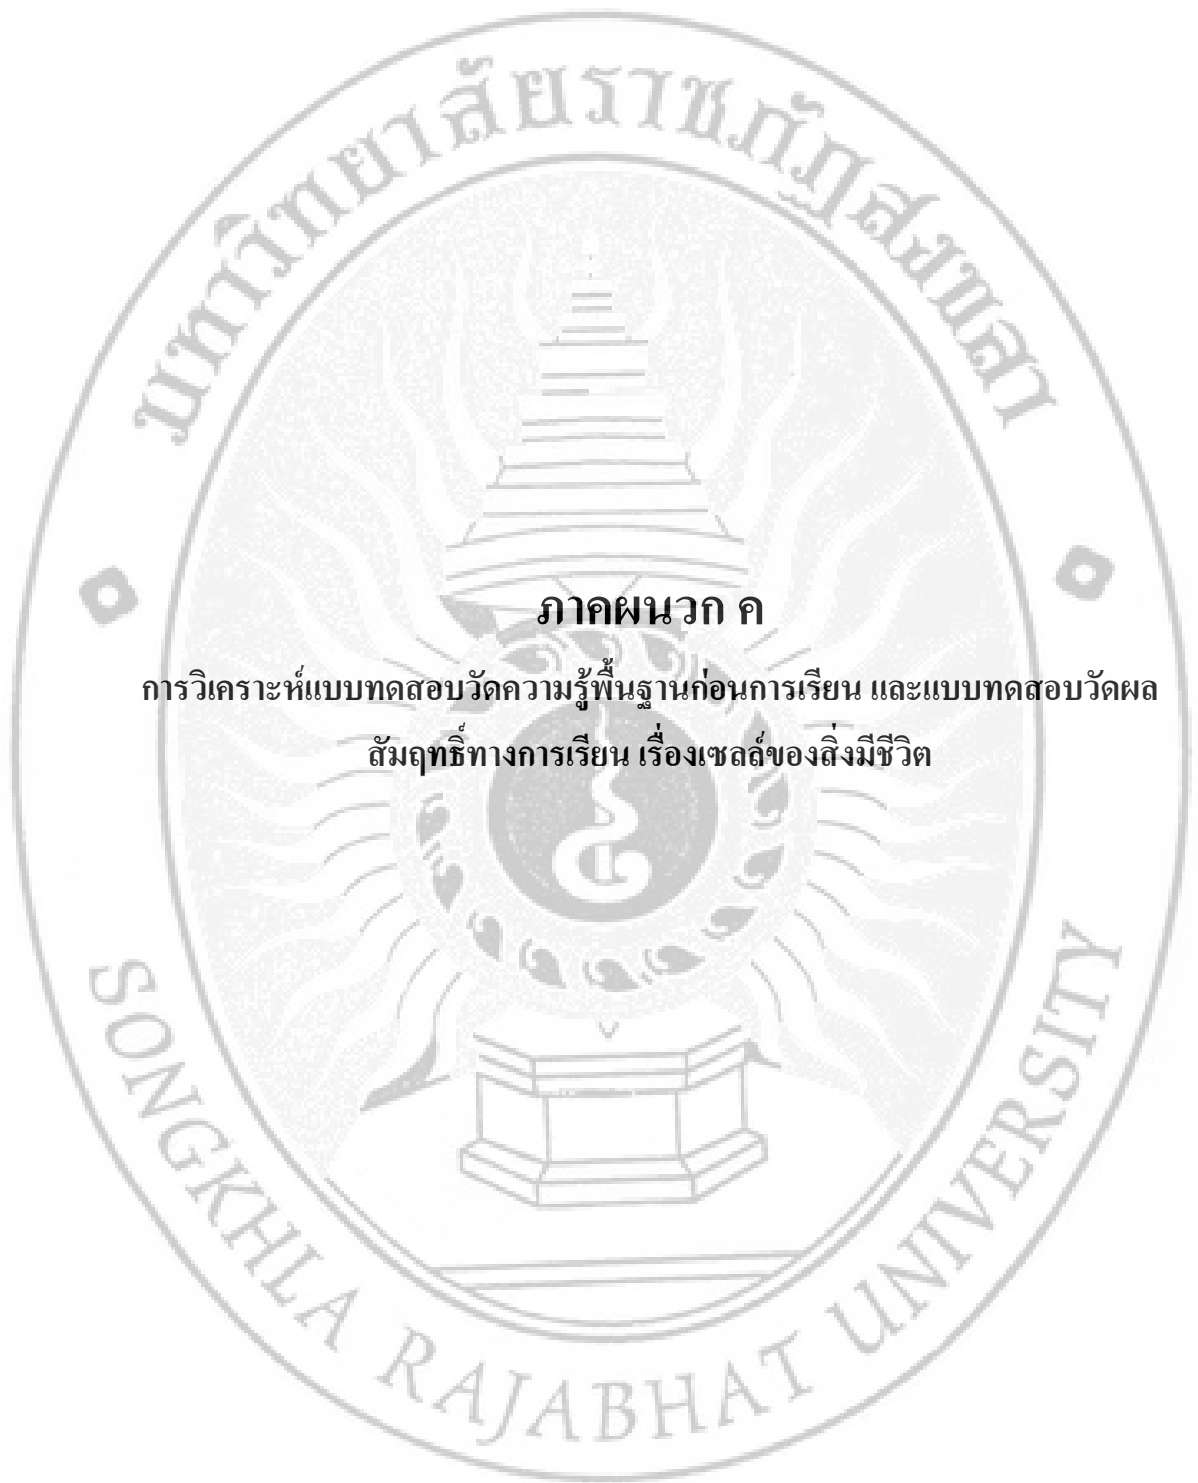 มหาวิทยาลัยราชภัฏสงขลา
ภาคผนวก ค
การวิเคราะห์แบบทดสอบวัดความรู้พื้นฐานก่อนการเรียน และแบบทดสอบวัดผล
สัมฤทธิ์ทางการเรียน เรื่องเซลล์ของสิ่งมีชีวิต
SONGKHLA RAJABHAT UNIVERSITY